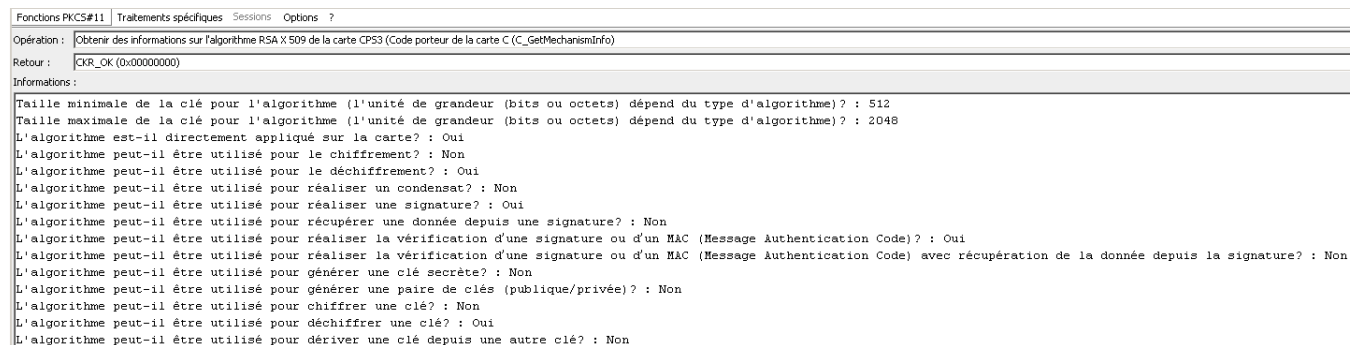 Fonctions PKCS#11 Traitements spécifiques Sessions Options ?
Opération : Obtenir des informations sur l'algorithme RSA X 509 de la carte CPS3 (Code porteur de la carte C (C_GetMechanismInfo)
Retour : CKR_OK (0x00000000)
Informations :
Taille minimale de la clé pour l'algorithme (l'unité de grandeur (bits ou octets) dépend du type d'algorithme)? : 512
Taille maximale de la clé pour l'algorithme (l'unité de grandeur (bits ou octets) dépend du type d'algorithme)? : 2048
L'algorithme est-il directement appliqué sur la carte? : Oui
L'algorithme peut-il être utilisé pour le chiffrement? : Non
L'algorithme peut-il être utilisé pour le déchiffrement? : Oui
L'algorithme peut-il être utilisé pour réaliser un condensat? : Non
L'algorithme peut-il être utilisé pour réaliser une signature? : Oui
L'algorithme peut-il être utilisé pour récupérer une donnée depuis une signature? : Non
L'algorithme peut-il être utilisé pour réaliser la vérification d'une signature ou d'un MAC (Message Authentication Code)? : Oui
L'algorithme peut-il être utilisé pour réaliser la vérification d'une signature ou d'un MAC (Message Authentication Code) avec récupération de la donnée depuis la signature? : Non
L'algorithme peut-il être utilisé pour générer une clé secrète? : Non
L'algorithme peut-il être utilisé pour générer une paire de clés (publique/privée)? : Non
L'algorithme peut-il être utilisé pour chiffrer une clé? : Non
L'algorithme peut-il être utilisé pour déchiffrer une clé? : Oui
L'algorithme peut-il être utilisé pour dériver une clé depuis une autre clé? : Non